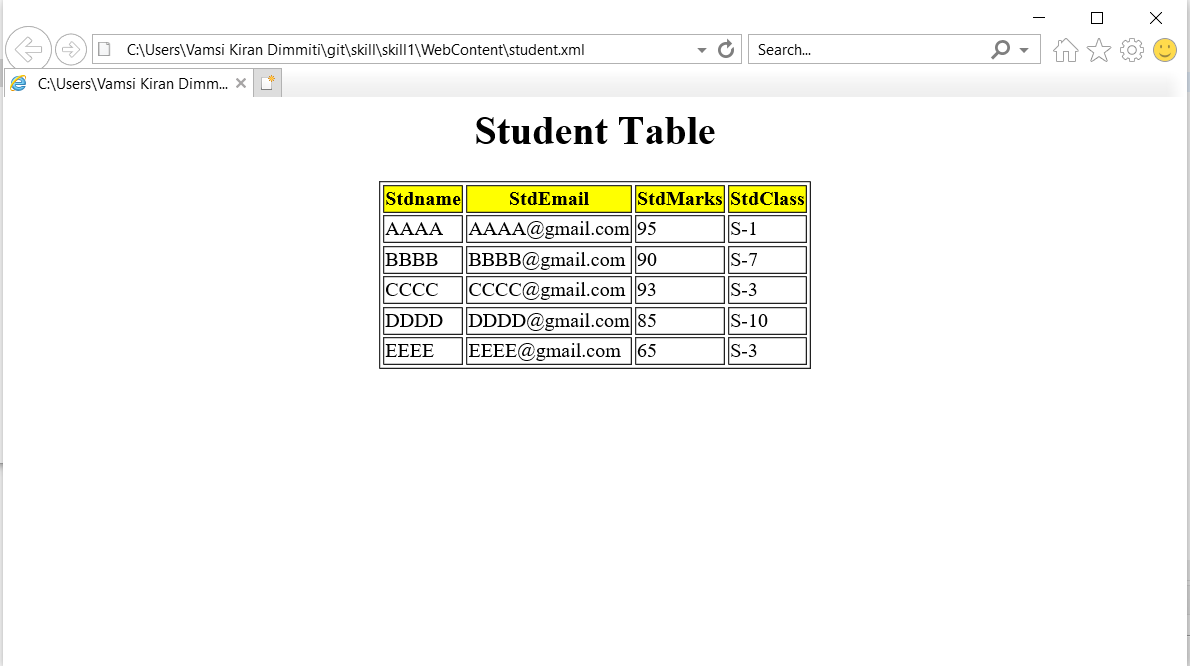 C:\Users\Vamsi Kiran Dimmiti\git\skill\skill1\WebContent\student.xml
Search...
C:\Users\Vamsi Kiran Dimm...
Student Table
Stdname StdEmail StdMarks StdClass
AAAA AAAA@gmail.com 95 S-1
BBBB BBBB@gmail.com 90 S-7
CCCC CCCC@gmail.com 93 S-3
DDDD DDDD@gmail.com 85 S-10
EEEE EEEE@gmail.com 65 S-3